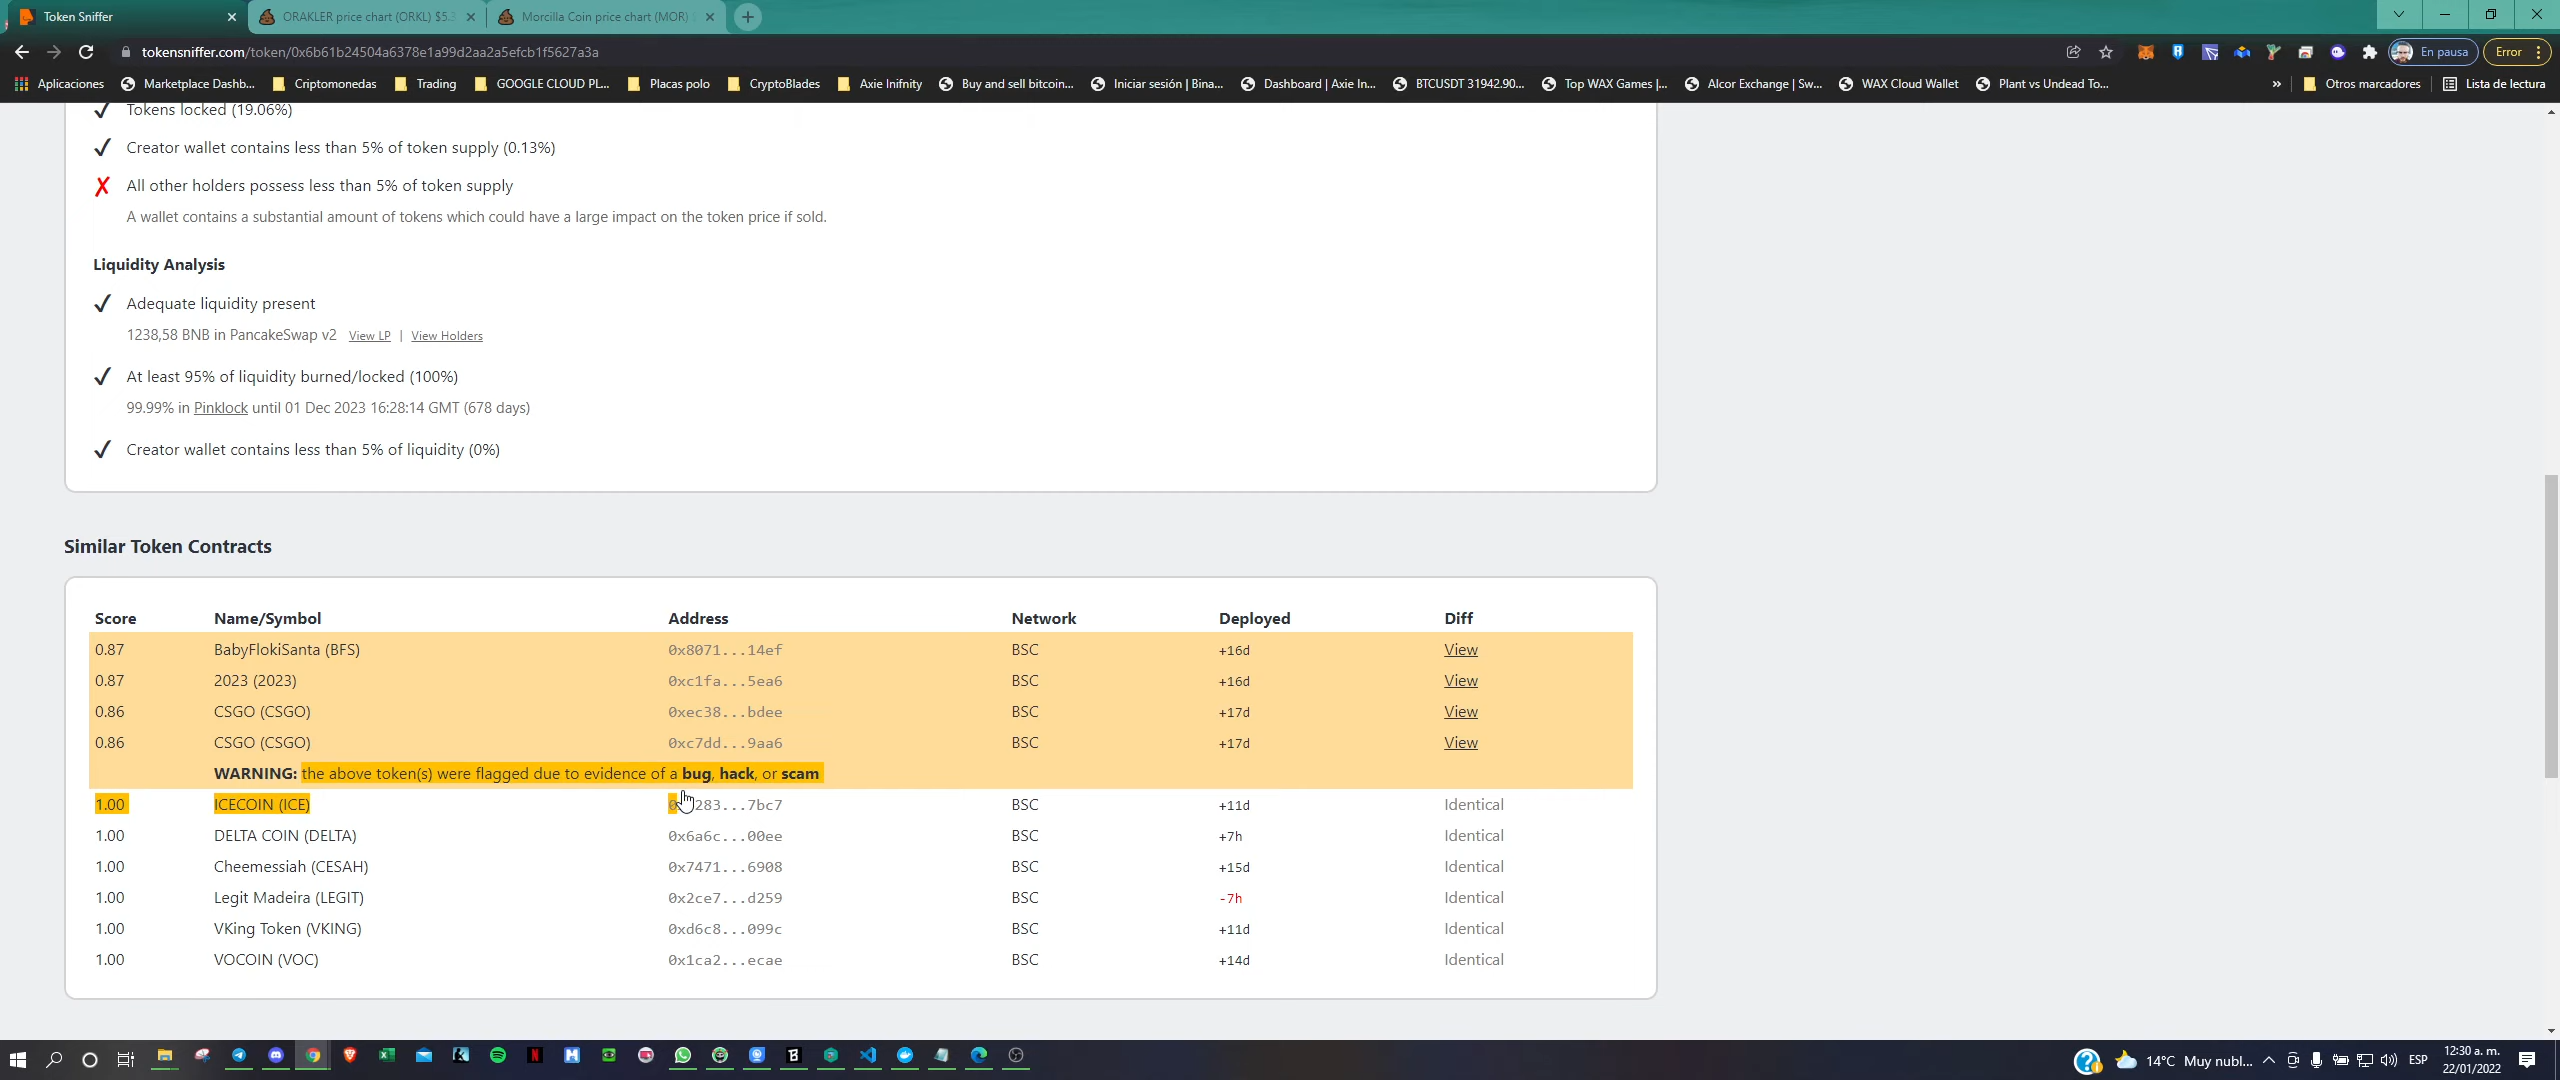 Token Sniffer
ORAKLER price chart (ORKL) $5.3
Morcilla Coin price chart (MOR)
tokensniffer.com/token/0x6b61b24504a6378e1a99d2aa2a5efcb1f5627a3a
En pausa
Error
Aplicaciones
Marketplace Dashb...
Criptomonedas
Trading
GOOGLE CLOUD PL...
Placas polo
CryptoBlades
Axie Inifnity
Buy and sell bitcoin...
Iniciar sesión | Bina...
Dashboard | Axie In...
BTCUSDT 31942.90...
Top WAX Games |...
Alcor Exchange | Sw...
WAX Cloud Wallet
Plant vs Undead To...
»
Otros marcadores
Lista de lectura
Tokens locked (19.06%)
Creator wallet contains less than 5% of token supply (0.13%)
All other holders possess less than 5% of token supply
A wallet contains a substantial amount of tokens which could have a large impact on the token price if sold.
Liquidity Analysis
Adequate liquidity present
1238,58 BNB in PancakeSwap v2 View LP | View Holders
At least 95% of liquidity burned/locked (100%)
99.99% in Pinklock until 01 Dec 2023 16:28:14 GMT (678 days)
Creator wallet contains less than 5% of liquidity (0%)
Similar Token Contracts
Score Name/Symbol Address Network Deployed Diff
0.87 BabyFlokiSanta (BFS) 0x8071...14ef BSC +16d View
0.87 2023 (2023) 0xc1fa...5ea6 BSC +16d View
0.86 CSGO (CSGO) 0xec38...bdee BSC +17d View
0.86 CSGO (CSGO) 0xc7dd...9aa6 BSC +17d View
WARNING: the above token(s) were flagged due to evidence of a bug, hack, or scam
1.00 ICECOIN (ICE) 283...7bc7 BSC +11d Identical
1.00 DELTA COIN (DELTA) 0x6a6c...00ee BSC +7h Identical
1.00 Cheemessiah (CESAH) 0x7471...6908 BSC +15d Identical
1.00 Legit Madeira (LEGIT) 0x2ce7...d259 BSC -7h Identical
1.00 VKing Token (VKING) 0xd6c8...099c BSC +11d Identical
1.00 VOCOIN (VOC) 0x1ca2...ecae BSC +14d Identical
14°C Muy nubl...
ESP
12:30 a. m.
22/01/2022